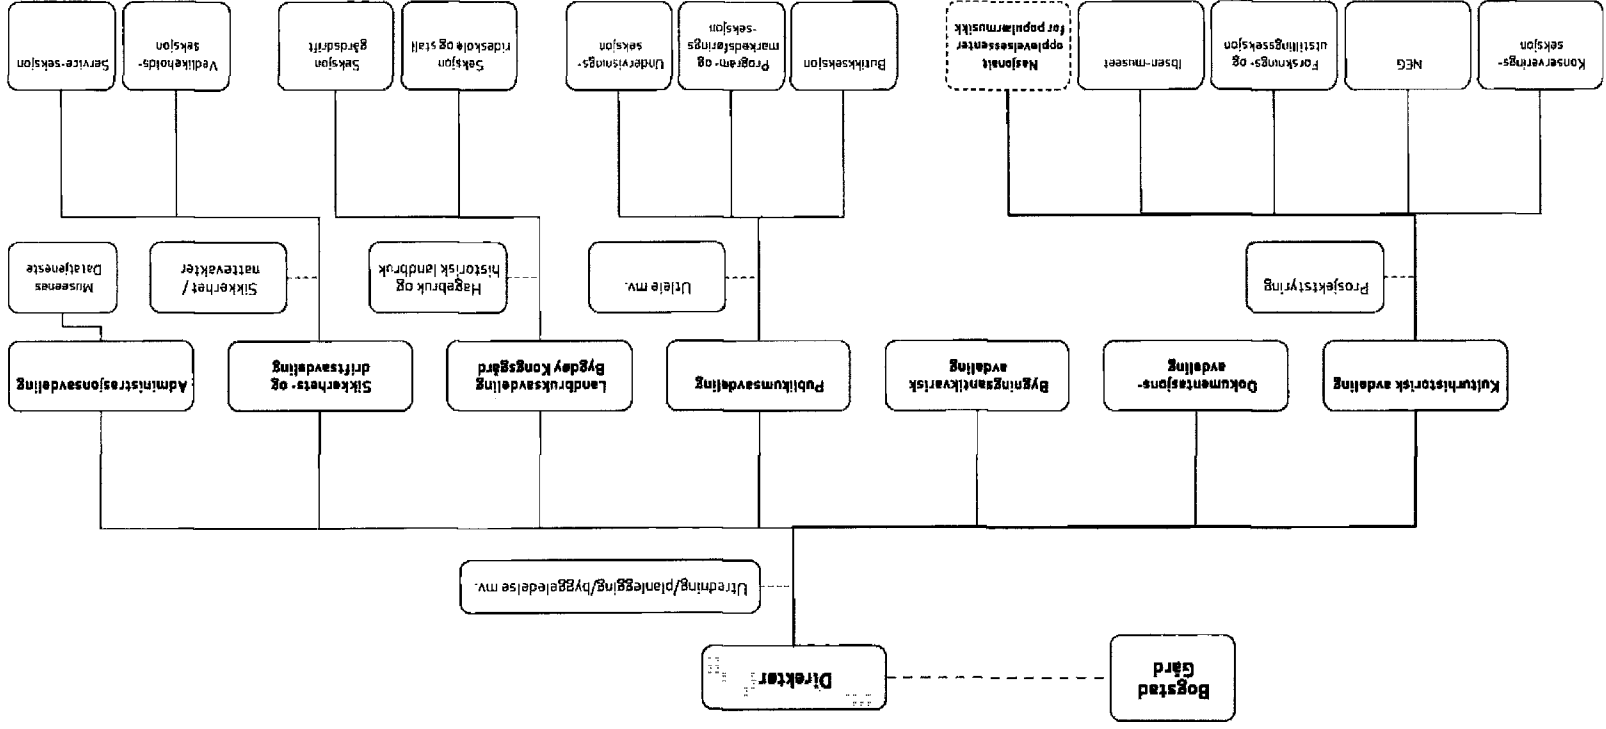 Bogstad
Gård
Direktør
Utredning/planlegging/byggeledelse mv.
Kulturhistorisk avdeling
Dokumentasjons-
avdeling
Bygningsantikvarisk
avdeling
Publikumsavdeling
Landbruksavdeling
Bygdøy Kongsgård
Sikkerhets- og
driftsavdeling
Administrasjonsavdeling
Prosjektstyring
Utleie mv.
Hagebruk og
historisk landbruk
Sikkerhet /
nattevakter
Museenes
Datatjeneste
Konserverings-
seksjon
NEG
Forsknings- og
utstillingsseksjon
Ibsen-museet
Nasjonalt
opplevelsessenter
for populærmusikk
Butikkseksjon
Program- og
markedsførings
-seksjon
Undervisnings-
seksjon
Seksjon
rideskole og stall
Seksjon
gårdsdrift
Vedlikeholds-
seksjon
Service-seksjon